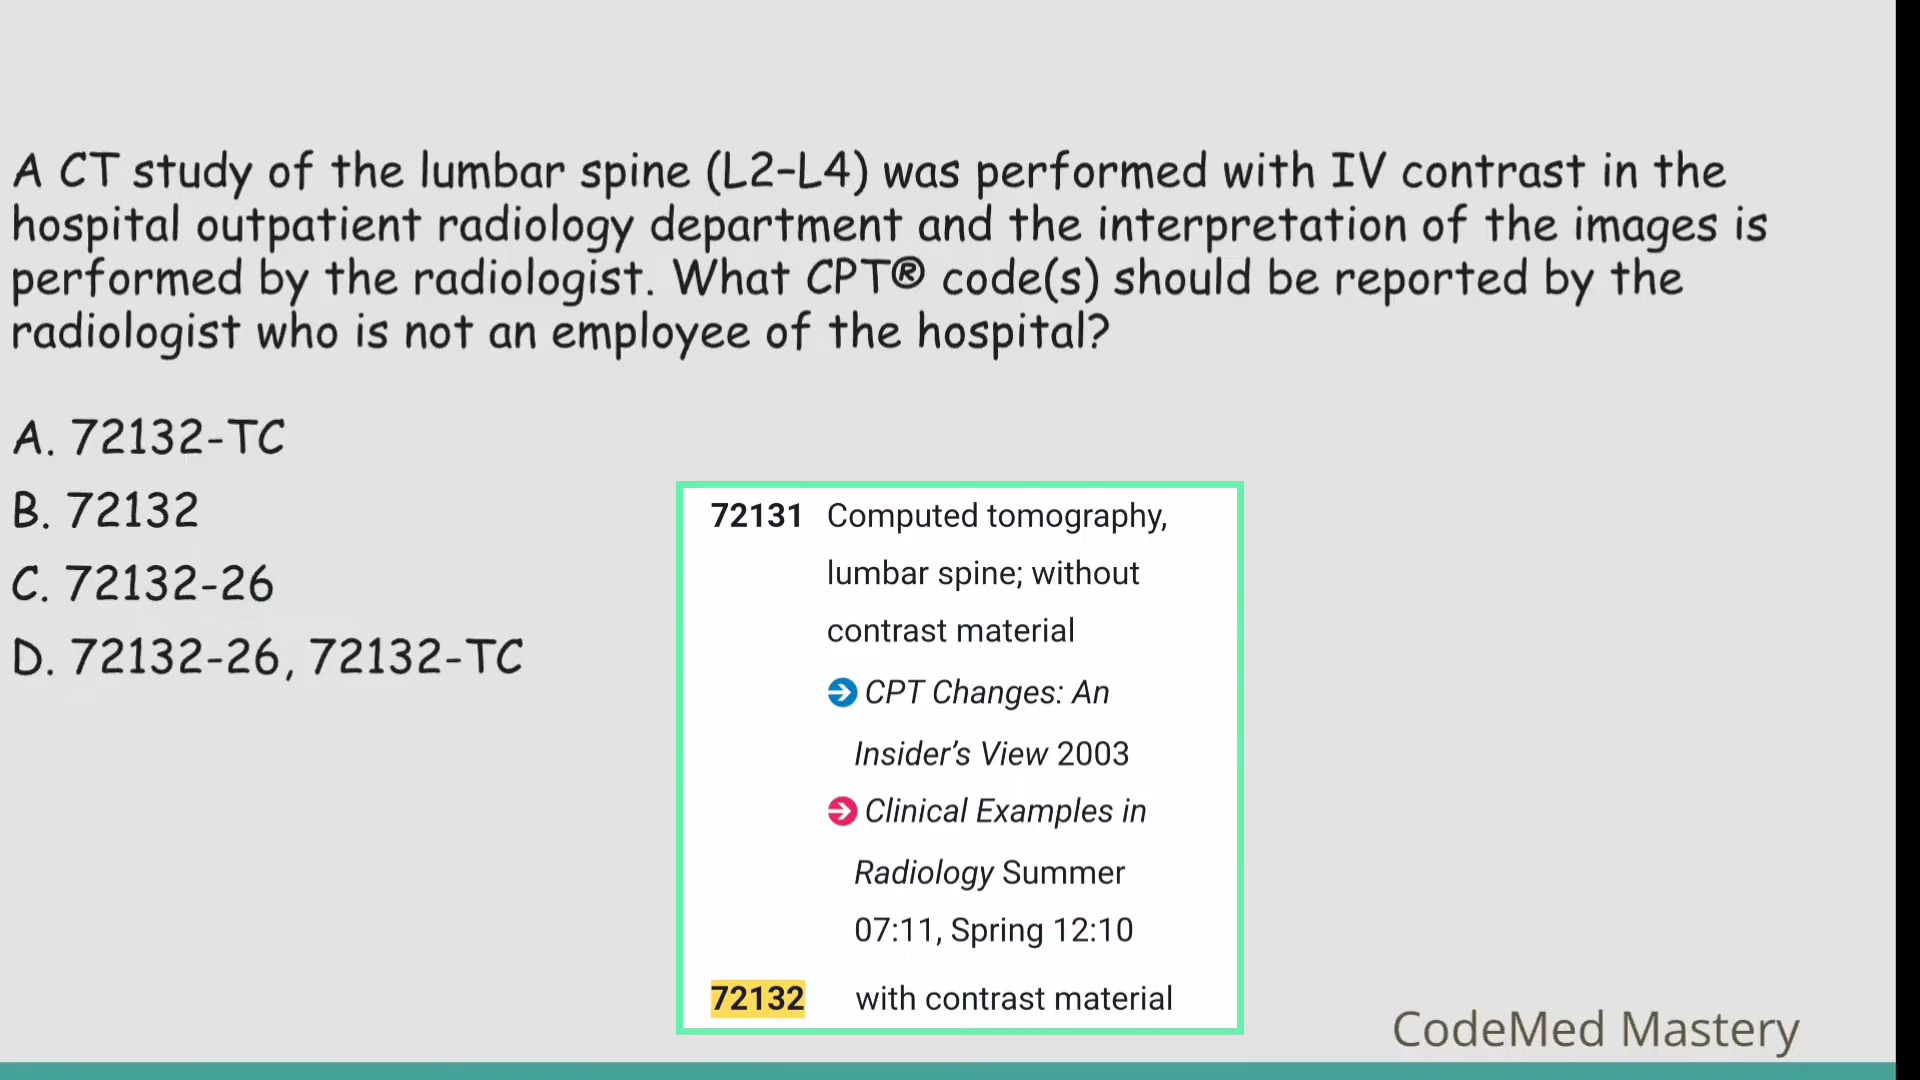 A CT study of the lumbar spine (L2-L4) was performed with IV contrast in the
hospital outpatient radiology department and the interpretation of the images is
performed by the radiologist. What CPT® code(s) should be reported by the
radiologist who is not an employee of the hospital?
A. 72132-TC
B. 72132
C. 72132-26
D. 72132-26, 72132-TC
72131 Computed tomography,
lumbar spine; without
contrast material
CPT Changes: An
Insider’s View 2003
Clinical Examples in
Radiology Summer
07:11, Spring 12:10
72132 with contrast material
CodeMed Mastery